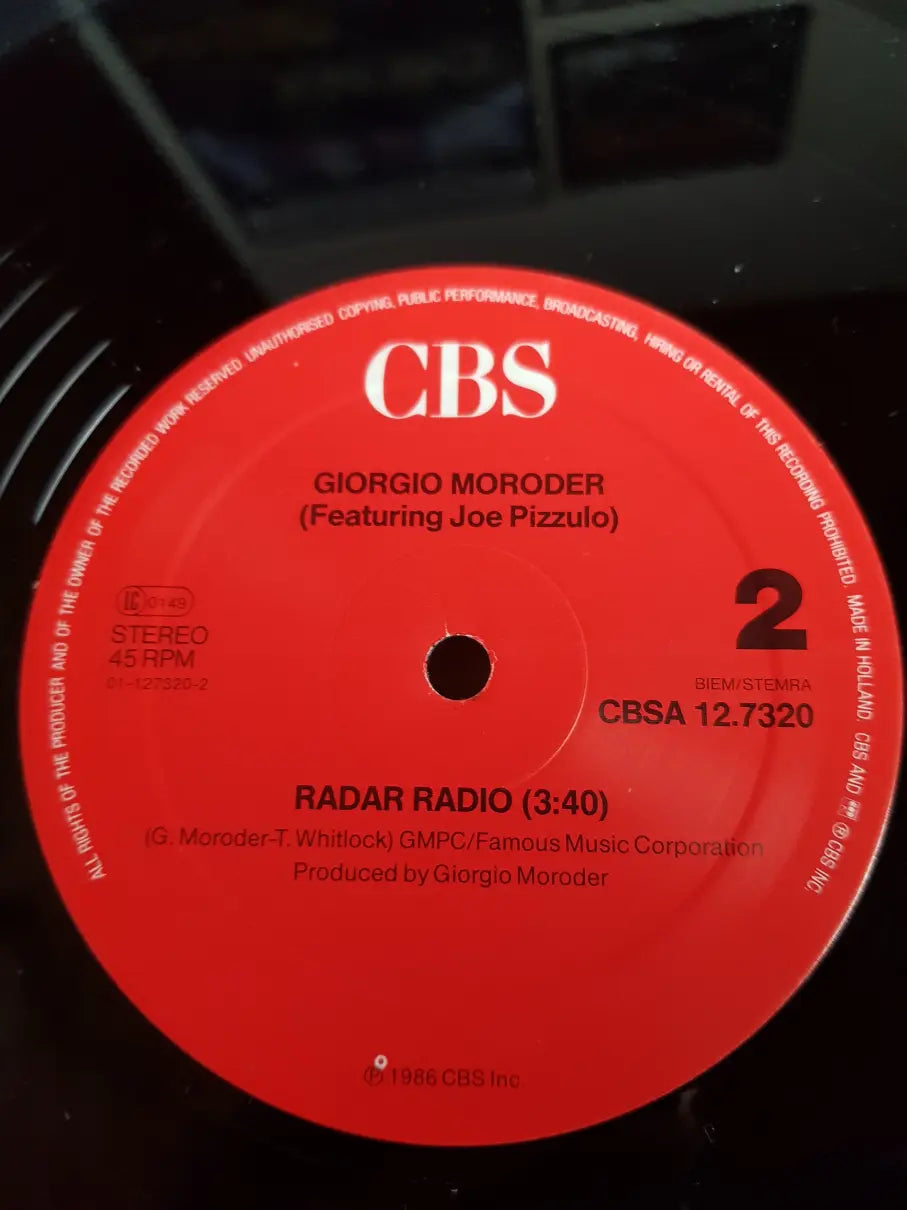 ALL RIGHTS OF THE PRODUCER AND OF THE OWNER OF THE RECORDED WORK RESERVED. UNAUTHORISED COPYING, PUBLIC PERFORMANCE, BROADCASTING, HIRING OR RENTAL OF THIS RECORDING PROHIBITED. MADE IN HOLLAND. CBS AND ℗ CBS INC.
CBS
GIORGIO MORODER
(Featuring Joe Pizzulo)
LC 0149
STEREO
45 RPM
01-127320-2
2
BIEM/STEMRA
CBSA 12.7320
RADAR RADIO (3:40)
(G. Moroder-T. Whitlock) GMPC/Famous Music Corporation
Produced by Giorgio Moroder
℗ 1986 CBS Inc.